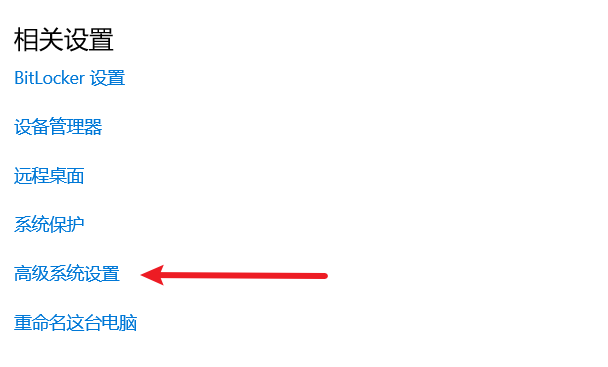 相关设置
BitLocker 设置
设备管理器
远程桌面
系统保护
高级系统设置
重命名这台电脑